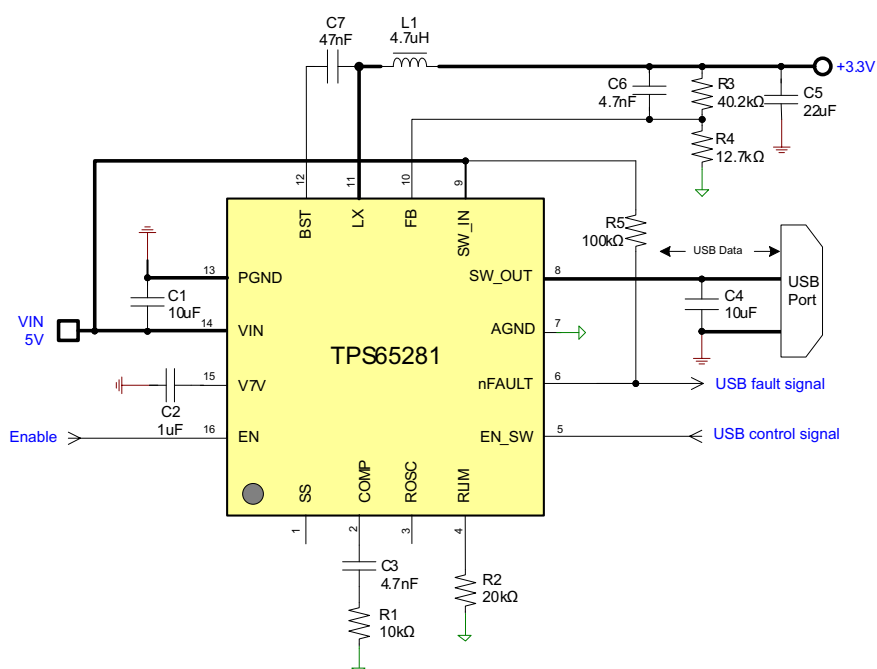 C7
47nF
L1
4.7uH
+3.3V
C6
4.7nF
R3
40.2kΩ
C5
22uF
R4
12.7kΩ
12
11
10
9
BST
LX
FB
SW_IN
R5
100kΩ
USB Data
13
PGND
SW_OUT
8
USB
Port
C1
10uF
C4
10uF
VIN
5V
14
VIN
AGND
7
TPS65281
15
V7V
nFAULT
6
USB fault signal
C2
1uF
Enable
16
EN
EN_SW
5
USB control signal
SS
COMP
ROSC
RLIM
1
2
3
4
C3
4.7nF
R2
20kΩ
R1
10kΩ